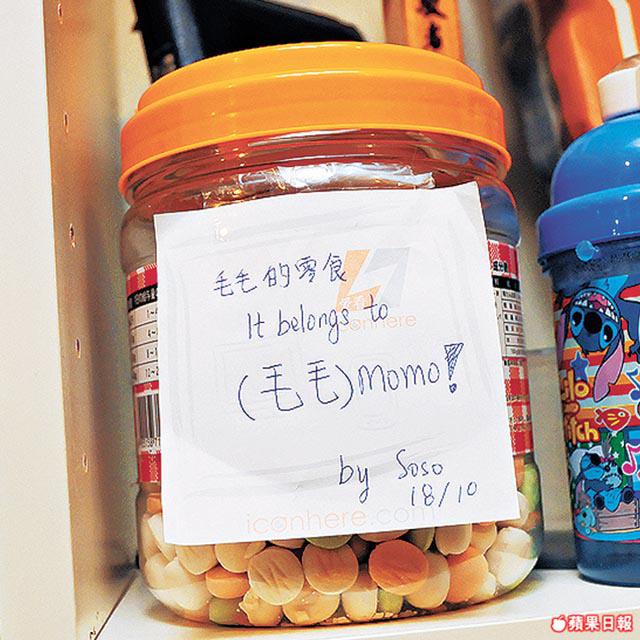 毛毛的零食
It belongs to
(毛毛) momo!
by Soso
18/10
iconhere.com
蘋果日報